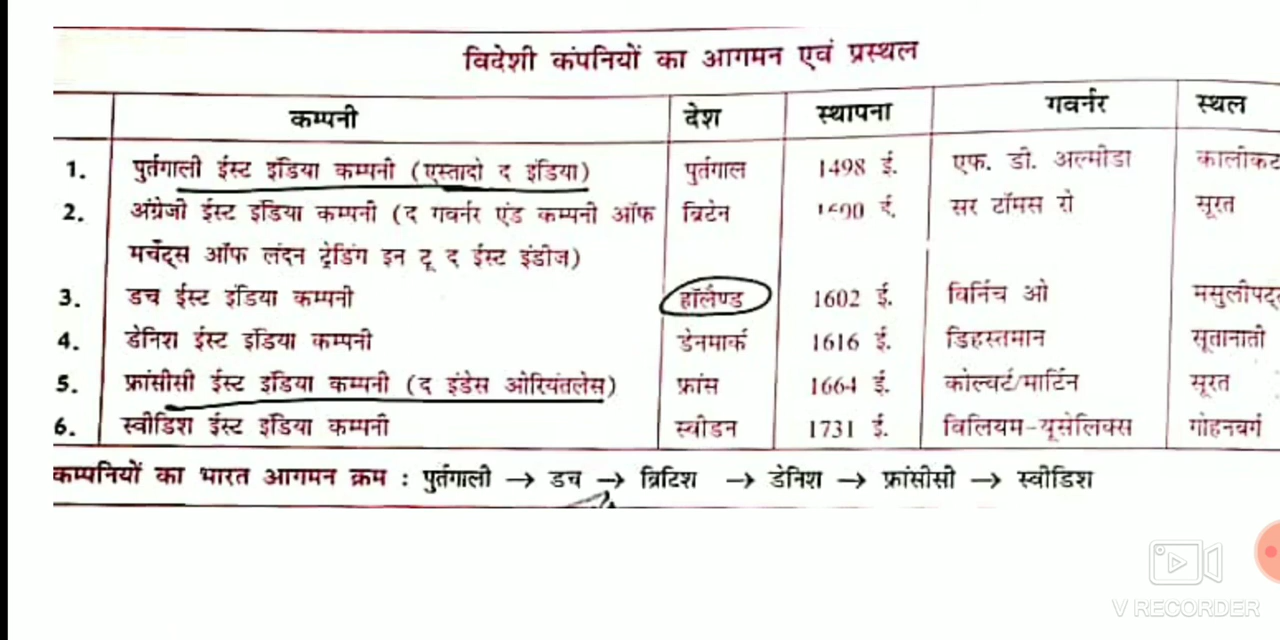 विदेशी कंपनियों का आगमन एवं प्रस्थल
कम्पनी देश स्थापना गवर्नर स्थल
1. पुर्तगाली ईस्ट इंडिया कम्पनी (एस्तादो द इंडिया) पुर्तगाल 1498 ई. एफ. डी. अल्मीडा कालीकट
2. अंग्रेजी ईस्ट इंडिया कम्पनी (द गवर्नर एंड कम्पनी ऑफ ब्रिटेन ई. सर टॉमस रो सूरत
मर्चेंट्स ऑफ लंदन ट्रेडिंग इन टू द ईस्ट इंडीज)
3. डच ईस्ट इंडिया कम्पनी हॉलैण्ड 1602 ई. विर्निच ओ
4. डेनिश ईस्ट इंडिया कम्पनी डेनमार्क 1616 ई. डिहस्तमान सूतानाती
5. फ्रांसीसी ईस्ट इंडिया कम्पनी (द इंडेस ओरियंतलेस) फ्रांस 1664 ई. कोल्वर्ट/मार्टिन सूरत
6. स्वीडिश ईस्ट इंडिया कम्पनी स्वीडन 1731 ई. विलियम-यूसेलिक्स गोहनबर्ग
कम्पनियों का भारत आगमन क्रम : पुर्तगाली → डच → ब्रिटिश → डेनिश → फ्रांसीसी → स्वीडिश
V RECORDER